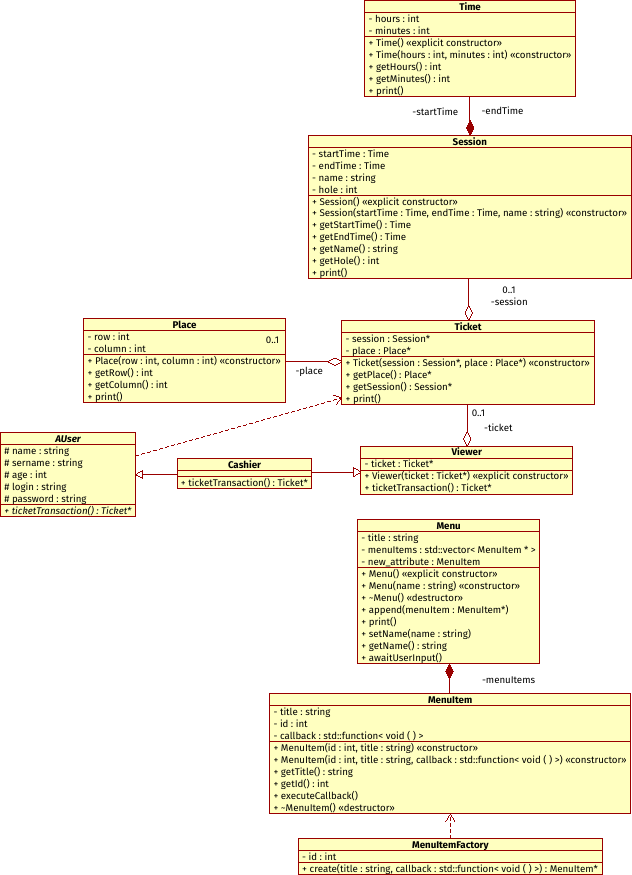 Time
- hours : int
- minutes : int
+ Time() «explicit constructor»
+ Time(hours : int, minutes : int) «constructor»
+ getHours() : int
+ getMinutes() : int
+ print()
-startTime
-endTime
Session
- startTime : Time
- endTime : Time
- name : string
- hole : int
+ Session() «explicit constructor»
+ Session(startTime : Time, endTime : Time, name : string) «constructor»
+ getStartTime() : Time
+ getEndTime() : Time
+ getName() : string
+ getHole() : int
+ print()
0..1
-session
Place
- row : int
- column : int
+ Place(row : int, column : int) «constructor»
+ getRow() : int
+ getColumn() : int
+ print()
0..1
-place
Ticket
- session : Session*
- place : Place*
+ Ticket(session : Session*, place : Place*) «constructor»
+ getPlace() : Place*
+ getSession() : Session*
+ print()
0..1
-ticket
AUser
# name : string
# sername : string
# age : int
# login : string
# password : string
+ ticketTransaction() : Ticket*
Cashier
+ ticketTransaction() : Ticket*
Viewer
- ticket : Ticket*
+ Viewer(ticket : Ticket*) «explicit constructor»
+ ticketTransaction() : Ticket*
Menu
- title : string
- menuItems : std::vector< MenuItem * >
- new_attribute : MenuItem
+ Menu() «explicit constructor»
+ Menu(name : string) «constructor»
+ ~Menu() «destructor»
+ append(menuItem : MenuItem*)
+ print()
+ setName(name : string)
+ getName() : string
+ awaitUserInput()
-menuItems
MenuItem
- title : string
- id : int
- callback : std::function< void ( ) >
+ MenuItem(id : int, title : string) «constructor»
+ MenuItem(id : int, title : string, callback : std::function< void ( ) >) «constructor»
+ getTitle() : string
+ getId() : int
+ executeCallback()
+ ~MenuItem() «destructor»
MenuItemFactory
- id : int
+ create(title : string, callback : std::function< void ( ) >) : MenuItem*